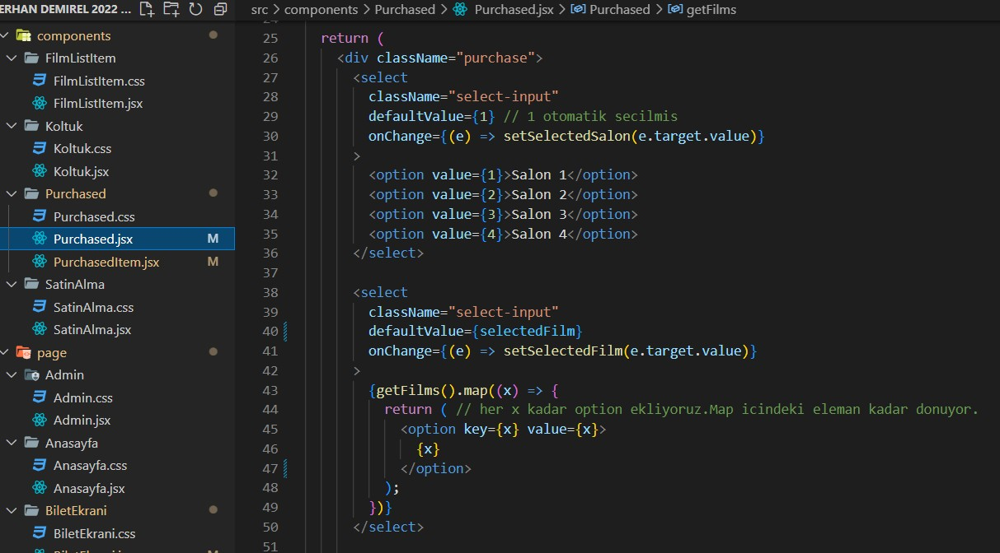 ERHAN DEMIREL 2022 ...
components
FilmListItem
FilmListItem.css
FilmListItem.jsx
Koltuk
Koltuk.css
Koltuk.jsx
Purchased
Purchased.css
Purchased.jsx M
PurchasedItem.jsx M
SatinAlma
SatinAlma.css
SatinAlma.jsx
page
Admin
Admin.css
Admin.jsx
Anasayfa
Anasayfa.css
Anasayfa.jsx
BiletEkrani
BiletEkrani.css
src > components > Purchased > Purchased.jsx > Purchased > getFilms
25 return (
26 <div className="purchase">
27 <select
28 className="select-input"
29 defaultValue={1} // 1 otomatik secilmis
30 onChange={(e) => setSelectedSalon(e.target.value)}
31 >
32 <option value={1}>Salon 1</option>
33 <option value={2}>Salon 2</option>
34 <option value={3}>Salon 3</option>
35 <option value={4}>Salon 4</option>
36 </select>
37
38 <select
39 className="select-input"
40 defaultValue={selectedFilm}
41 onChange={(e) => setSelectedFilm(e.target.value)}
42 >
43 {getFilms().map((x) => {
44 return ( // her x kadar option ekliyoruz.Map icindeki eleman kadar donuyor.
45 <option key={x} value={x}>
46 {x}
47 </option>
48 );
49 })}
50 </select>
51